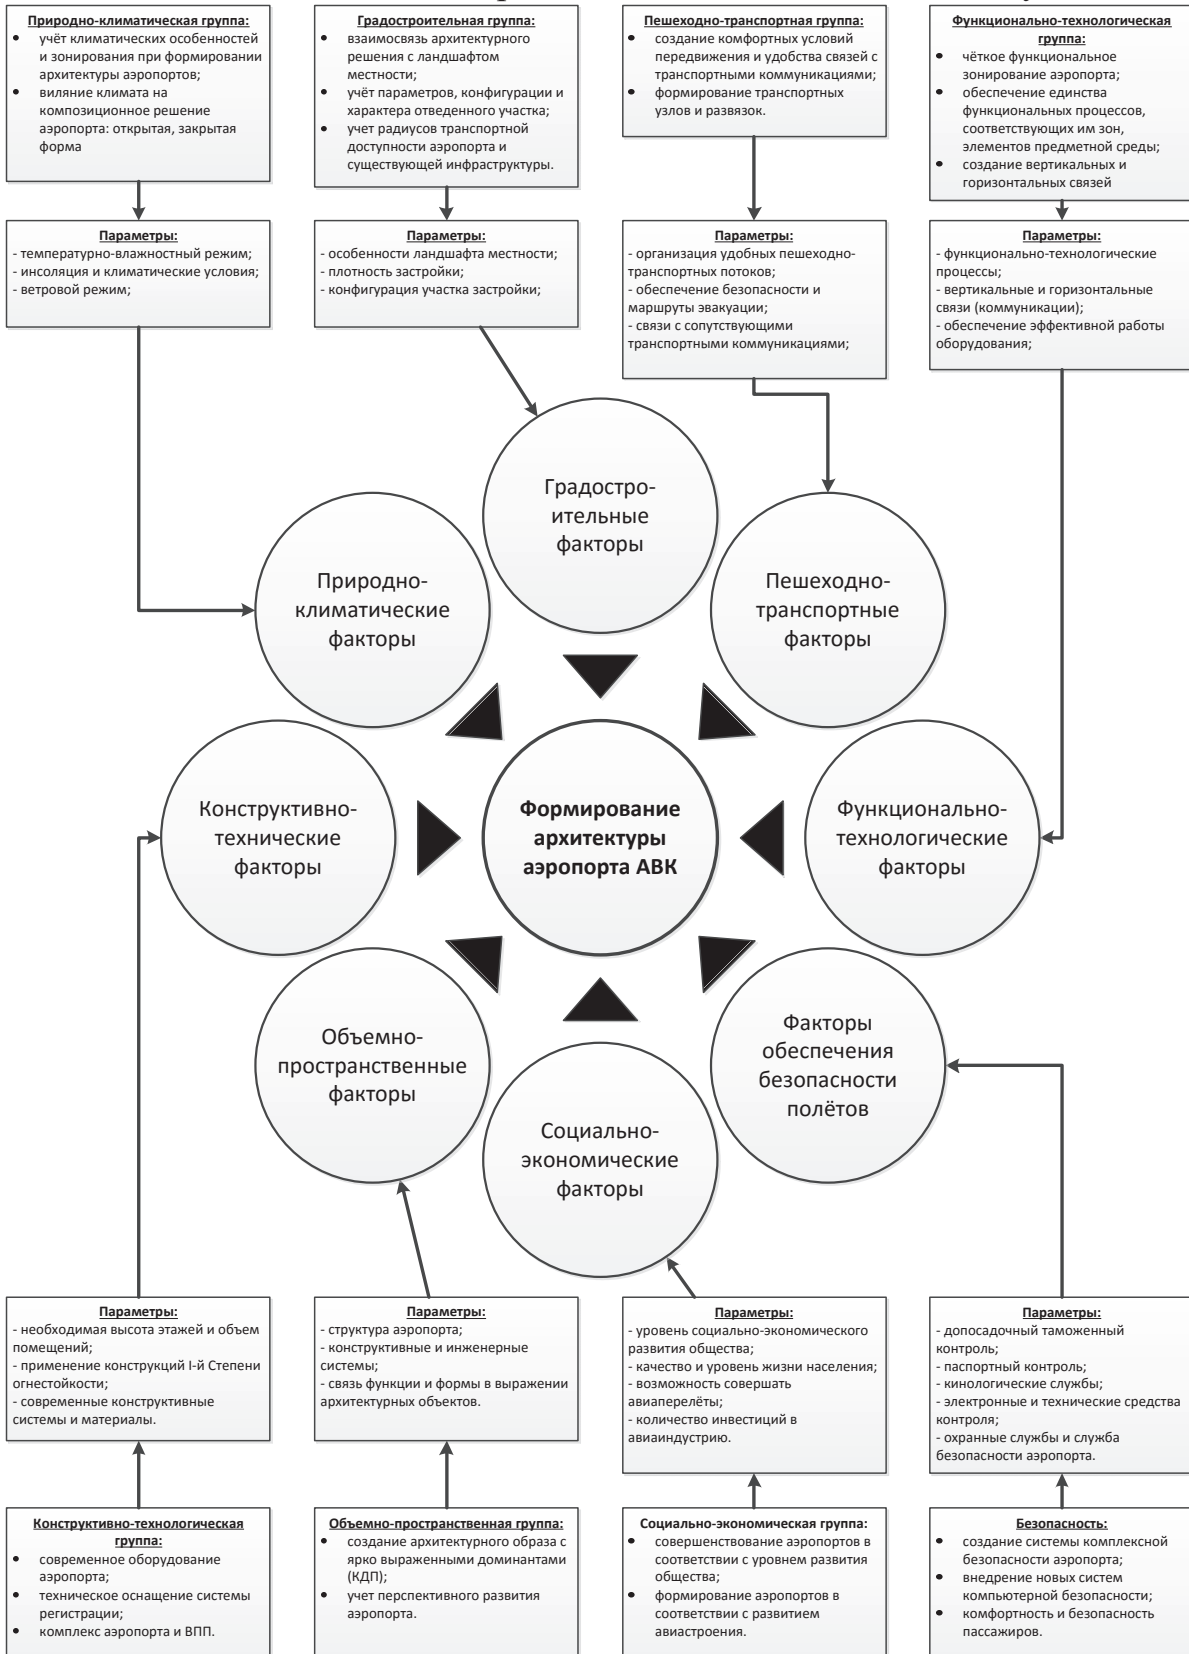 Природно-климатическая группа:
• учёт климатических особенностей
и зонирования при формировании
архитектуры аэропортов;
• виляние климата на
композиционное решение
аэропорта: открытая, закрытая
форма
Градостроительная группа:
• взаимосвязь архитектурного
решения с ландшафтом
местности;
• учёт параметров, конфигурации и
характера отведенного участка;
• учет радиусов транспортной
доступности аэропорта и
существующей инфраструктуры.
Пешеходно-транспортная группа:
• создание комфортных условий
передвижения и удобства связей с
транспортными коммуникациями;
• формирование транспортных
узлов и развязок.
Функционально-технологическая
группа:
• чёткое функциональное
зонирование аэропорта;
• обеспечение единства
функциональных процессов,
соответствующих им зон,
элементов предметной среды;
• создание вертикальных и
горизонтальных связей
Параметры:
- температурно-влажностный режим;
- инсоляция и климатические условия;
- ветровой режим;
Параметры:
- особенности ландшафта местности;
- плотность застройки;
- конфигурация участка застройки;
Параметры:
- организация удобных пешеходно-
транспортных потоков;
- обеспечение безопасности и
маршруты эвакуации;
- связи с сопутствующими
транспортными коммуникациями;
Параметры:
- функционально-технологические
процессы;
- вертикальные и горизонтальные
связи (коммуникации);
- обеспечение эффективной работы
оборудования;
Градостро-
ительные
факторы
Природно-
климатические
факторы
Пешеходно-
транспортные
факторы
Конструктивно-
технические
факторы
Формирование
архитектуры
аэропорта АВК
Функционально-
технологические
факторы
Объемно-
пространственные
факторы
Факторы
обеспечения
безопасности
полётов
Социально-
экономические
факторы
Параметры:
- необходимая высота этажей и объем
помещений;
- применение конструкций I-й Степени
огнестойкости;
- современные конструктивные
системы и материалы.
Параметры:
- структура аэропорта;
- конструктивные и инженерные
системы;
- связь функции и формы в выражении
архитектурных объектов.
Параметры:
- уровень социально-экономического
развития общества;
- качество и уровень жизни населения;
- возможность совершать
авиаперелёты;
- количество инвестиций в
авиаиндустрию.
Параметры:
- допосадочный таможенный
контроль;
- паспортный контроль;
- кинологические службы;
- электронные и технические средства
контроля;
- охранные службы и служба
безопасности аэропорта.
Конструктивно-технологическая
группа:
• современное оборудование
аэропорта;
• техническое оснащение системы
регистрации;
• комплекс аэропорта и ВПП.
Объемно-пространственная группа:
• создание архитектурного образа с
ярко выраженными доминантами
(КДП);
• учет перспективного развития
аэропорта.
Социально-экономическая группа:
• совершенствование аэропортов в
соответствии с уровнем развития
общества;
• формирование аэропортов в
соответствии с развитием
авиастроения.
Безопасность:
• создание системы комплексной
безопасности аэропорта;
• внедрение новых систем
компьютерной безопасности;
• комфортность и безопасность
пассажиров.